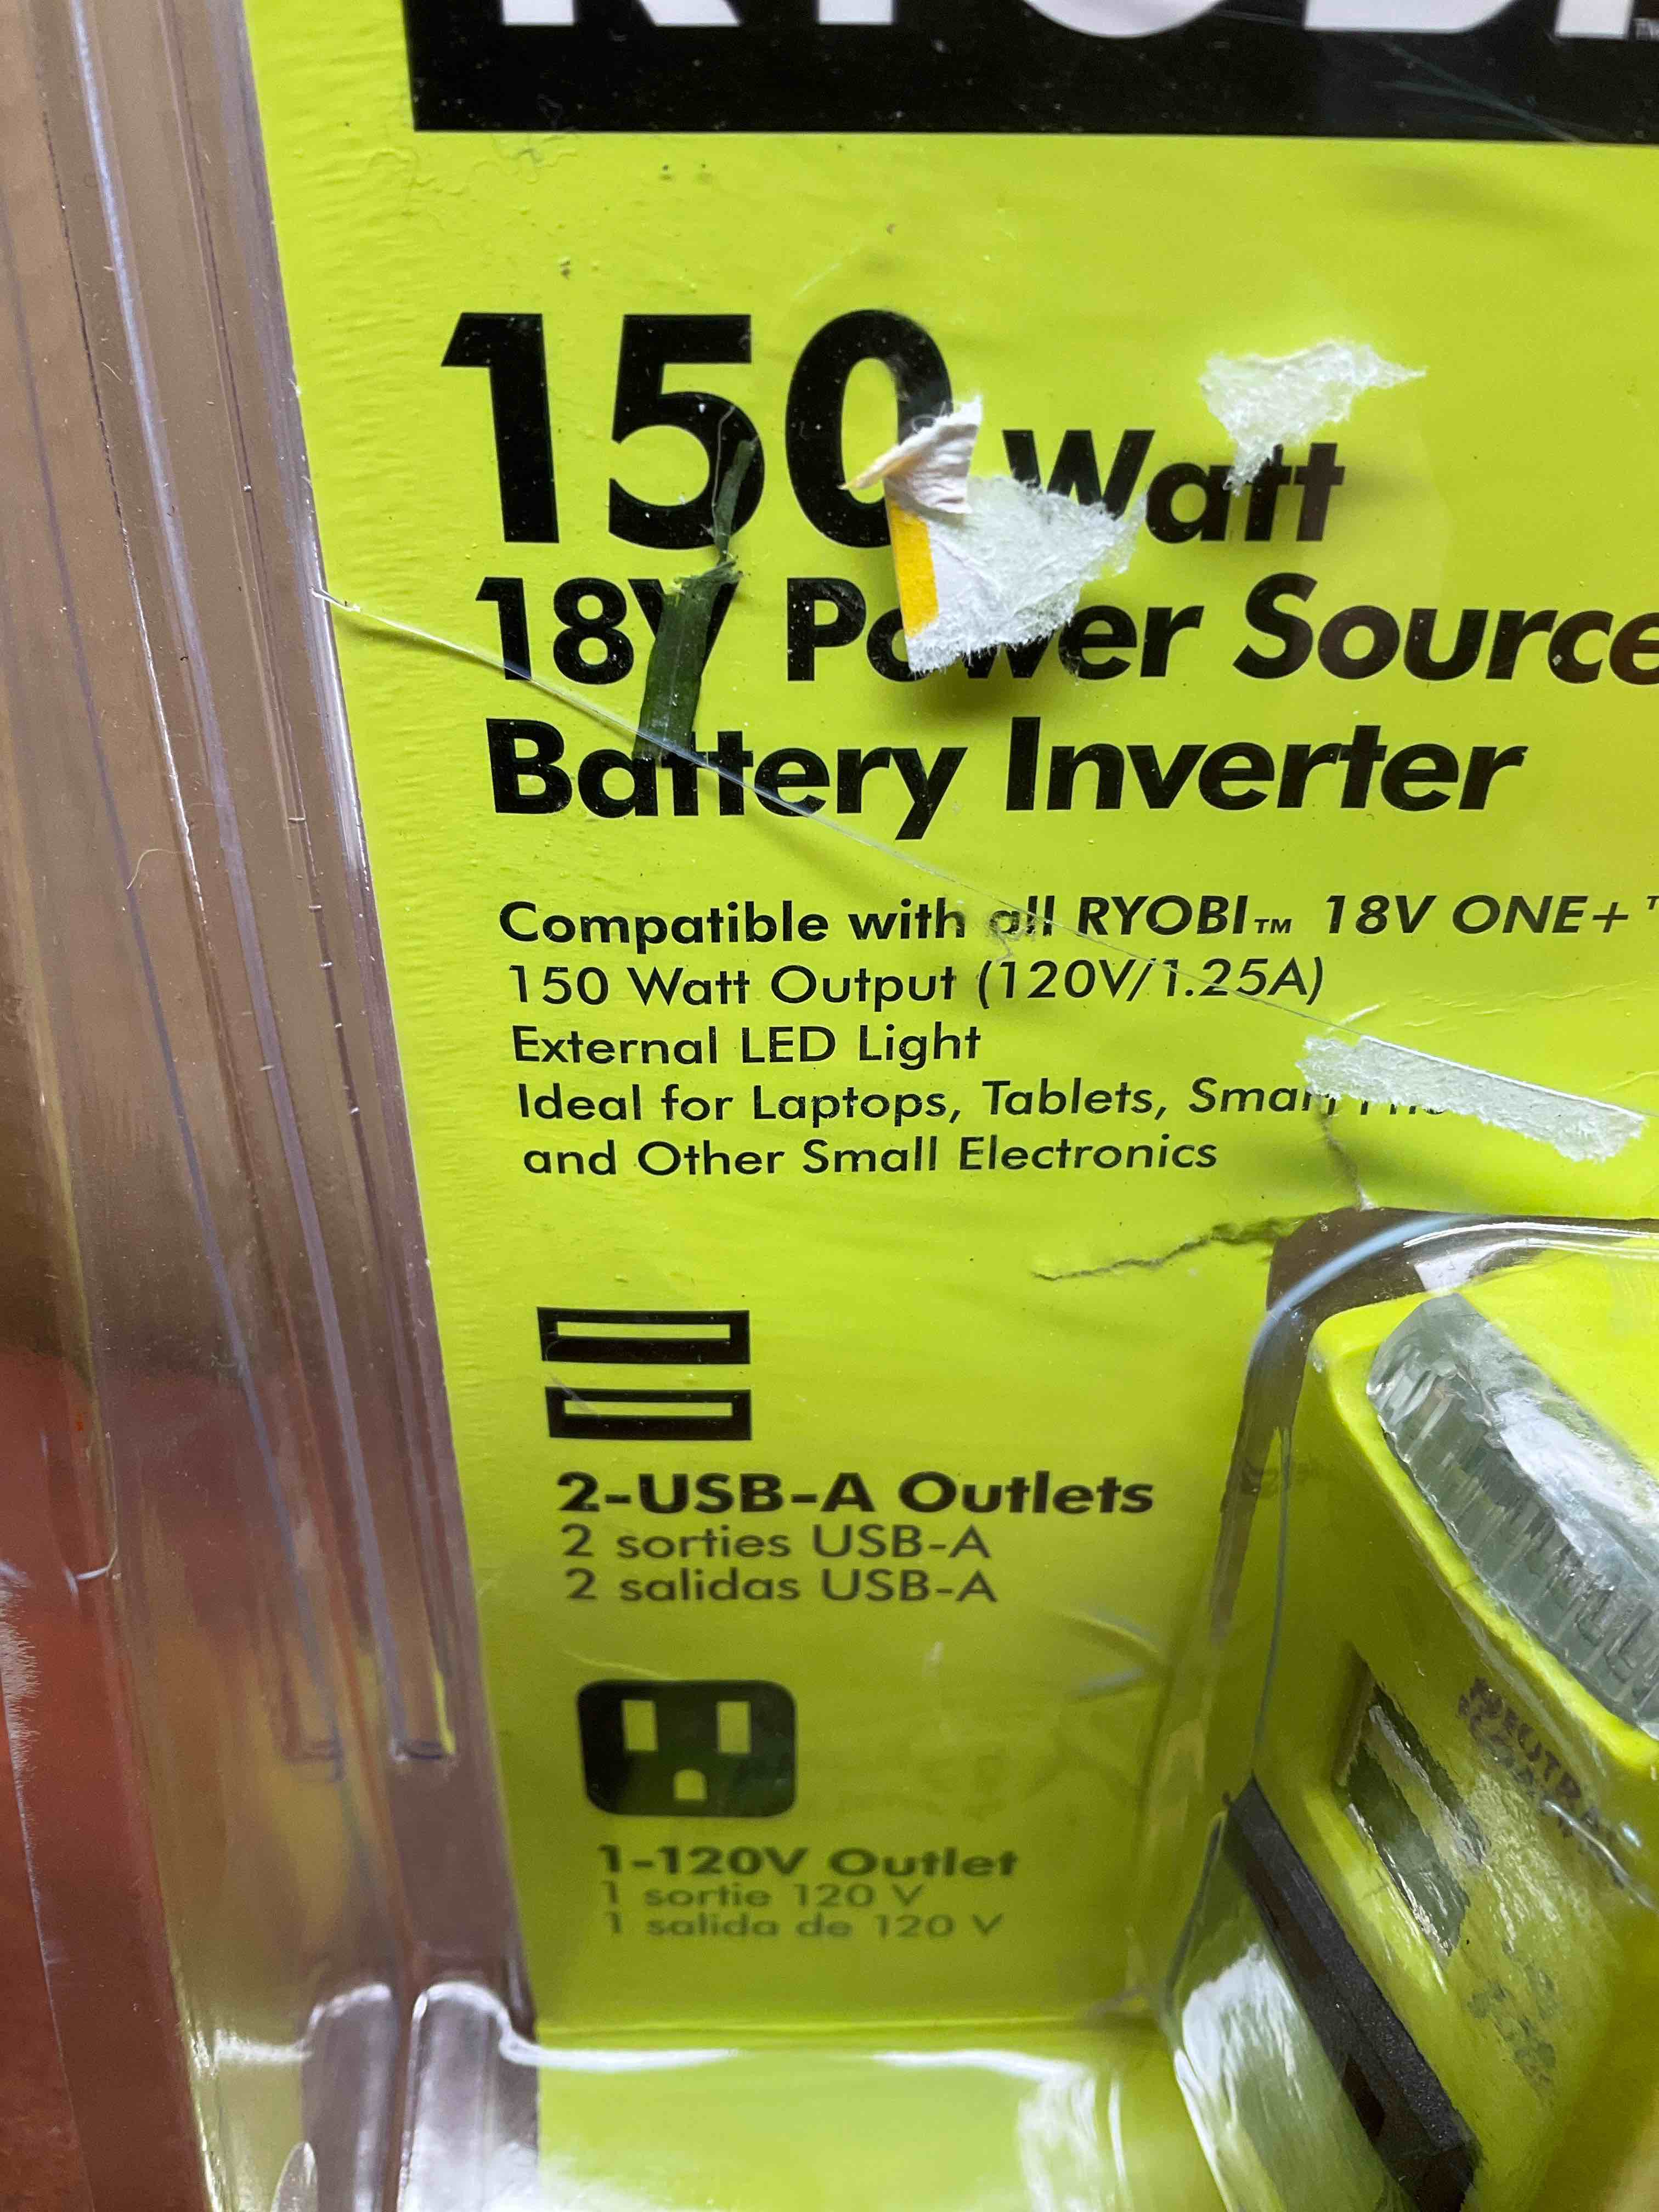 RYOBI
150 Watt
18V Power Source
Battery Inverter
Compatible with all RYOBI™ 18V ONE+
150 Watt Output (120V/1.25A)
External LED Light
Ideal for Laptops, Tablets, Smart
and Other Small Electronics
2-USB-A Outlets
2 sorties USB-A
2 salidas USB-A
1-120V Outlet
1 sortie 120 V
1 salida de 120 V